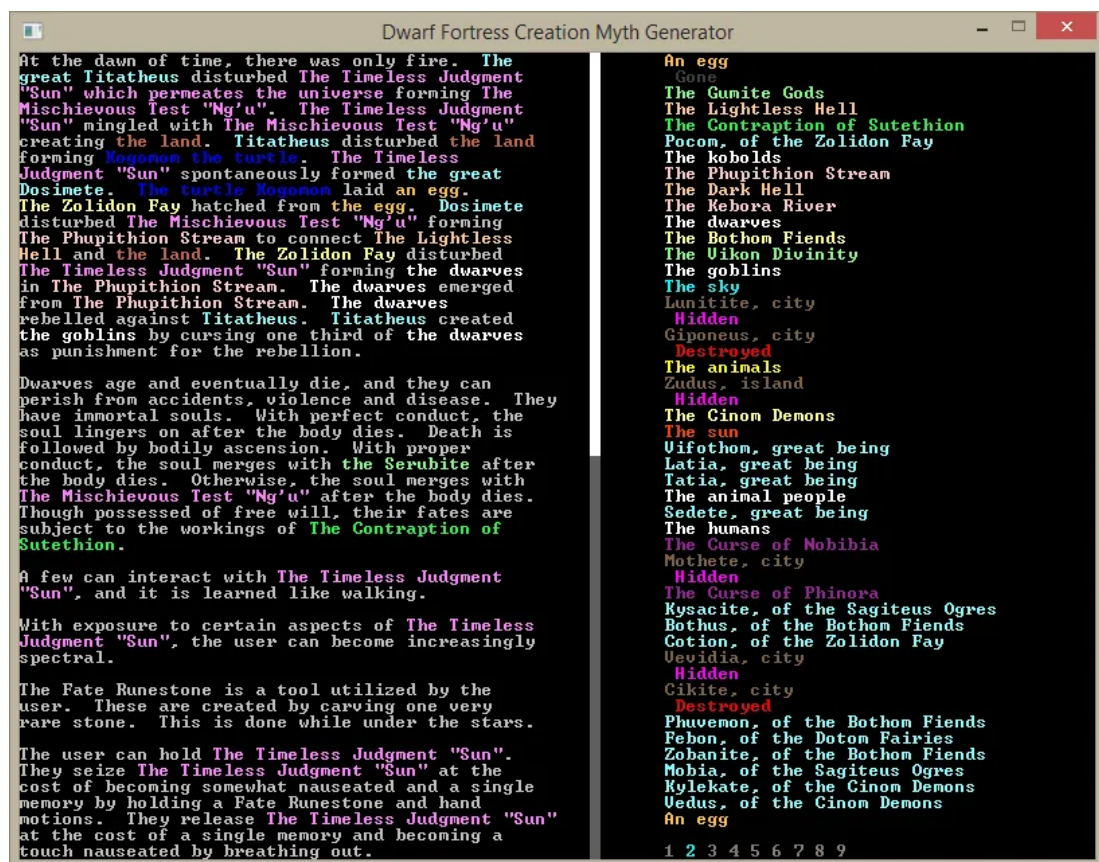 Dwarf Fortress Creation Myth Generator
At the dawn of time, there was only fire.  The
great Titatheus disturbed The Timeless Judgment
"Sun" which permeates the universe forming The
Mischievous Test "Ng'u".  The Timeless Judgment
"Sun" mingled with The Mischievous Test "Ng'u"
creating the land.  Titatheus disturbed the land
forming Kogomom the turtle.  The Timeless
Judgment "Sun" spontaneously formed the great
Dosimete.  The turtle Kogomom laid an egg.
The Zolidon Fay hatched from the egg.  Dosimete
disturbed The Mischievous Test "Ng'u" forming
The Phupithion Stream to connect The Lightless
Hell and the land.  The Zolidon Fay disturbed
The Timeless Judgment "Sun" forming the dwarves
in The Phupithion Stream.  The dwarves emerged
from The Phupithion Stream.  The dwarves
rebelled against Titatheus.  Titatheus created
the goblins by cursing one third of the dwarves
as punishment for the rebellion.
Dwarves age and eventually die, and they can
perish from accidents, violence and disease.  They
have immortal souls.  With perfect conduct, the
soul lingers on after the body dies.  Death is
followed by bodily ascension.  With proper
conduct, the soul merges with the Serubite after
the body dies.  Otherwise, the soul merges with
The Mischievous Test "Ng'u" after the body dies.
Though possessed of free will, their fates are
subject to the workings of The Contraption of
Sutethion.
A few can interact with The Timeless Judgment
"Sun", and it is learned like walking.
With exposure to certain aspects of The Timeless
Judgment "Sun", the user can become increasingly
spectral.
The Fate Runestone is a tool utilized by the
user.  These are created by carving one very
rare stone.  This is done while under the stars.
The user can hold The Timeless Judgment "Sun".
They seize The Timeless Judgment "Sun" at the
cost of becoming somewhat nauseated and a single
memory by holding a Fate Runestone and hand
motions.  They release The Timeless Judgment "Sun"
at the cost of a single memory and becoming a
touch nauseated by breathing out.
An egg
Gone
The Gumite Gods
The Lightless Hell
The Contraption of Sutethion
Pocom, of the Zolidon Fay
The kobolds
The Phupithion Stream
The Dark Hell
The Kebora River
The dwarves
The Bothom Fiends
The Vikon Divinity
The goblins
The sky
Lunitite, city
Hidden
Giponeus, city
Destroyed
The animals
Zudus, island
Hidden
The Cinom Demons
The sun
Vifothom, great being
Latia, great being
Tatia, great being
The animal people
Sedete, great being
The humans
The Curse of Nobibia
Mothete, city
Hidden
The Curse of Phinora
Kysacite, of the Sagiteus Ogres
Bothus, of the Bothom Fiends
Cotion, of the Zolidon Fay
Vevidia, city
Hidden
Cikite, city
Destroyed
Phuvemon, of the Bothom Fiends
Febon, of the Dotom Fairies
Zobanite, of the Bothom Fiends
Mobia, of the Sagiteus Ogres
Kylekate, of the Cinom Demons
Vedus, of the Cinom Demons
An egg
1 2 3 4 5 6 7 8 9